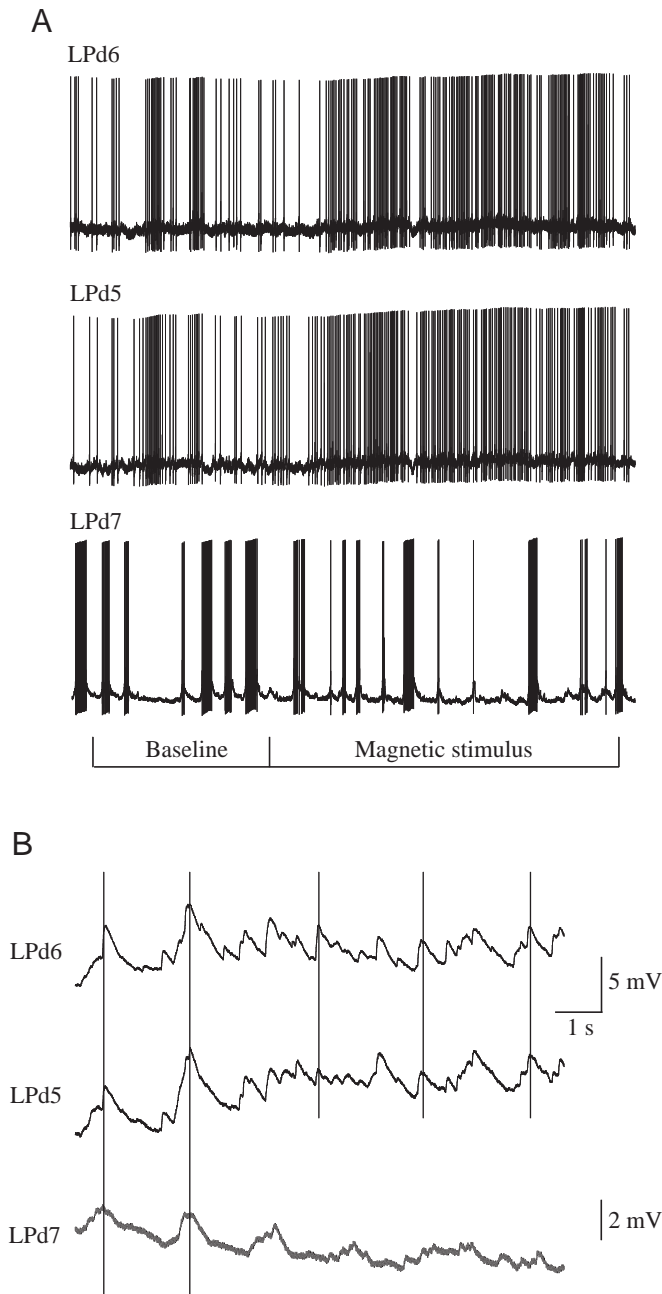 A
LPd6
LPd5
LPd7
Baseline
Magnetic stimulus
B
LPd6
5 mV
1 s
LPd5
LPd7
2 mV